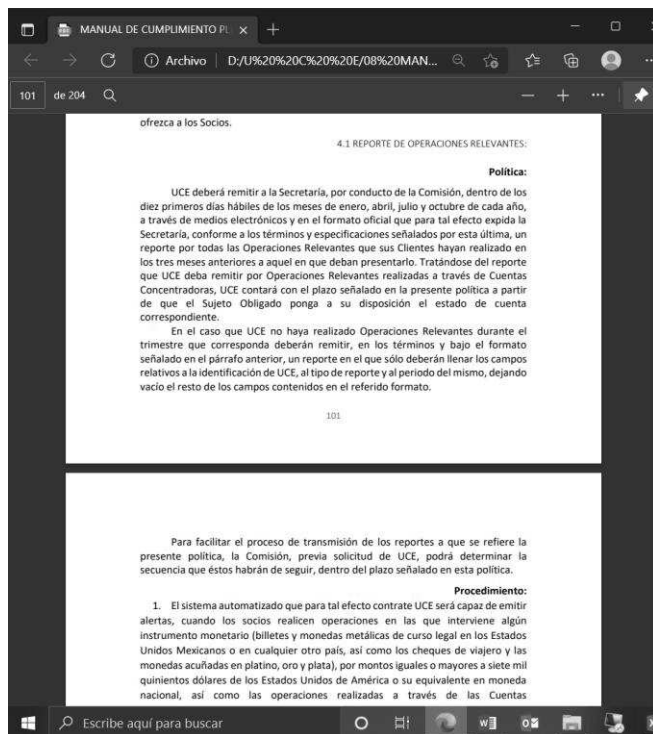 MANUAL DE CUMPLIMIENTO PL
Archivo D:/U%20%20C%20%20E/08%20MAN...
101 de 204
ofrezca a los Socios.
4.1 REPORTE DE OPERACIONES RELEVANTES:
Política:
UCE deberá remitir a la Secretaría, por conducto de la Comisión, dentro de los
diez primeros días hábiles de los meses de enero, abril, julio y octubre de cada año,
a través de medios electrónicos y en el formato oficial que para tal efecto expida la
Secretaría, conforme a los términos y especificaciones señalados por esta última, un
reporte por todas las Operaciones Relevantes que sus Clientes hayan realizado en
los tres meses anteriores a aquel en que deban presentarlo. Tratándose del reporte
que UCE deba remitir por Operaciones Relevantes realizadas a través de Cuentas
Concentradoras, UCE contará con el plazo señalado en la presente política a partir
de que el Sujeto Obligado ponga a su disposición el estado de cuenta
correspondiente.
En el caso que UCE no haya realizado Operaciones Relevantes durante el
trimestre que corresponda deberán remitir, en los términos y bajo el formato
señalado en el párrafo anterior, un reporte en el que sólo deberán llenar los campos
relativos a la identificación de UCE, al tipo de reporte y al periodo del mismo, dejando
vacío el resto de los campos contenidos en el referido formato.
101
Para facilitar el proceso de transmisión de los reportes a que se refiere la
presente política, la Comisión, previa solicitud de UCE, podrá determinar la
secuencia que éstos habrán de seguir, dentro del plazo señalado en esta política.
Procedimiento:
1. El sistema automatizado que para tal efecto contrate UCE será capaz de emitir
alertas, cuando los socios realicen operaciones en las que interviene algún
instrumento monetario (billetes y monedas metálicas de curso legal en los Estados
Unidos Mexicanos o en cualquier otro país, así como los cheques de viajero y las
monedas acuñadas en platino, oro y plata), por montos iguales o mayores a siete mil
quinientos dólares de los Estados Unidos de América o su equivalente en moneda
nacional, así como las operaciones realizadas a través de las Cuentas
Escribe aquí para buscar